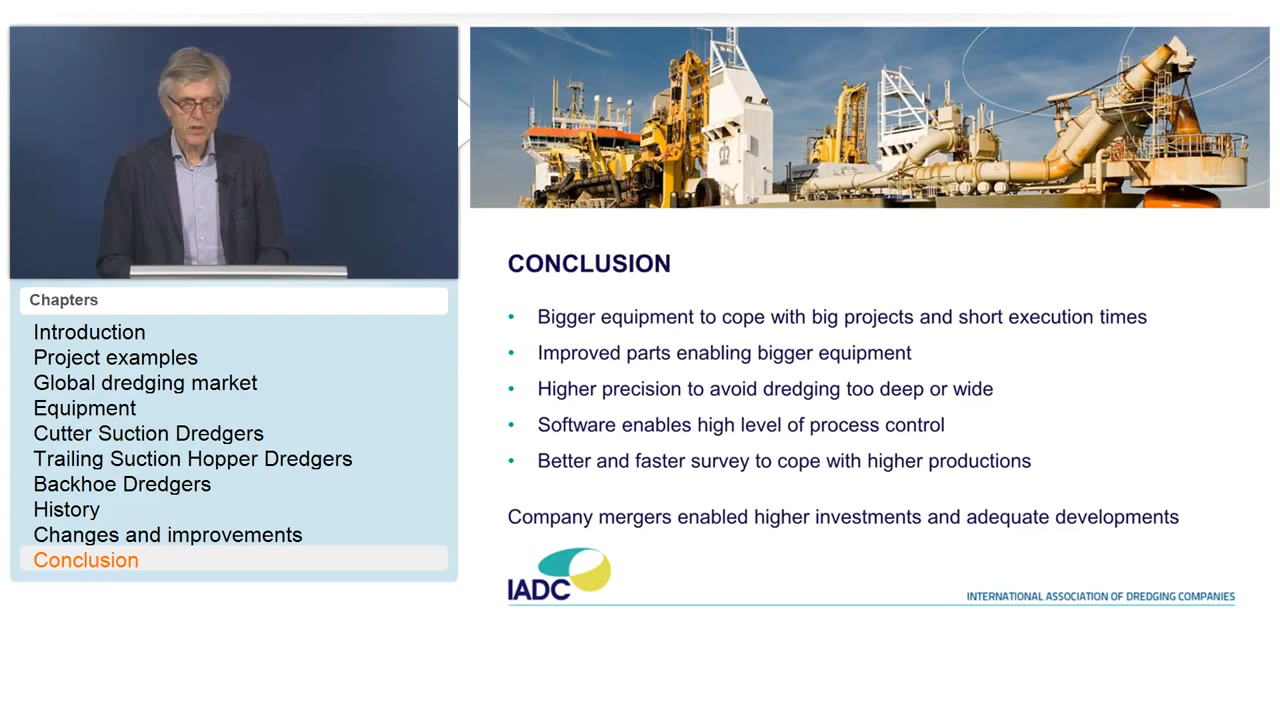 Chapters
Introduction
Project examples
Global dredging market
Equipment
Cutter Suction Dredgers
Trailing Suction Hopper Dredgers
Backhoe Dredgers
History
Changes and improvements
Conclusion
CONCLUSION
• Bigger equipment to cope with big projects and short execution times
• Improved parts enabling bigger equipment
• Higher precision to avoid dredging too deep or wide
• Software enables high level of process control
• Better and faster survey to cope with higher productions
Company mergers enabled higher investments and adequate developments
IADC
INTERNATIONAL ASSOCIATION OF DREDGING COMPANIES